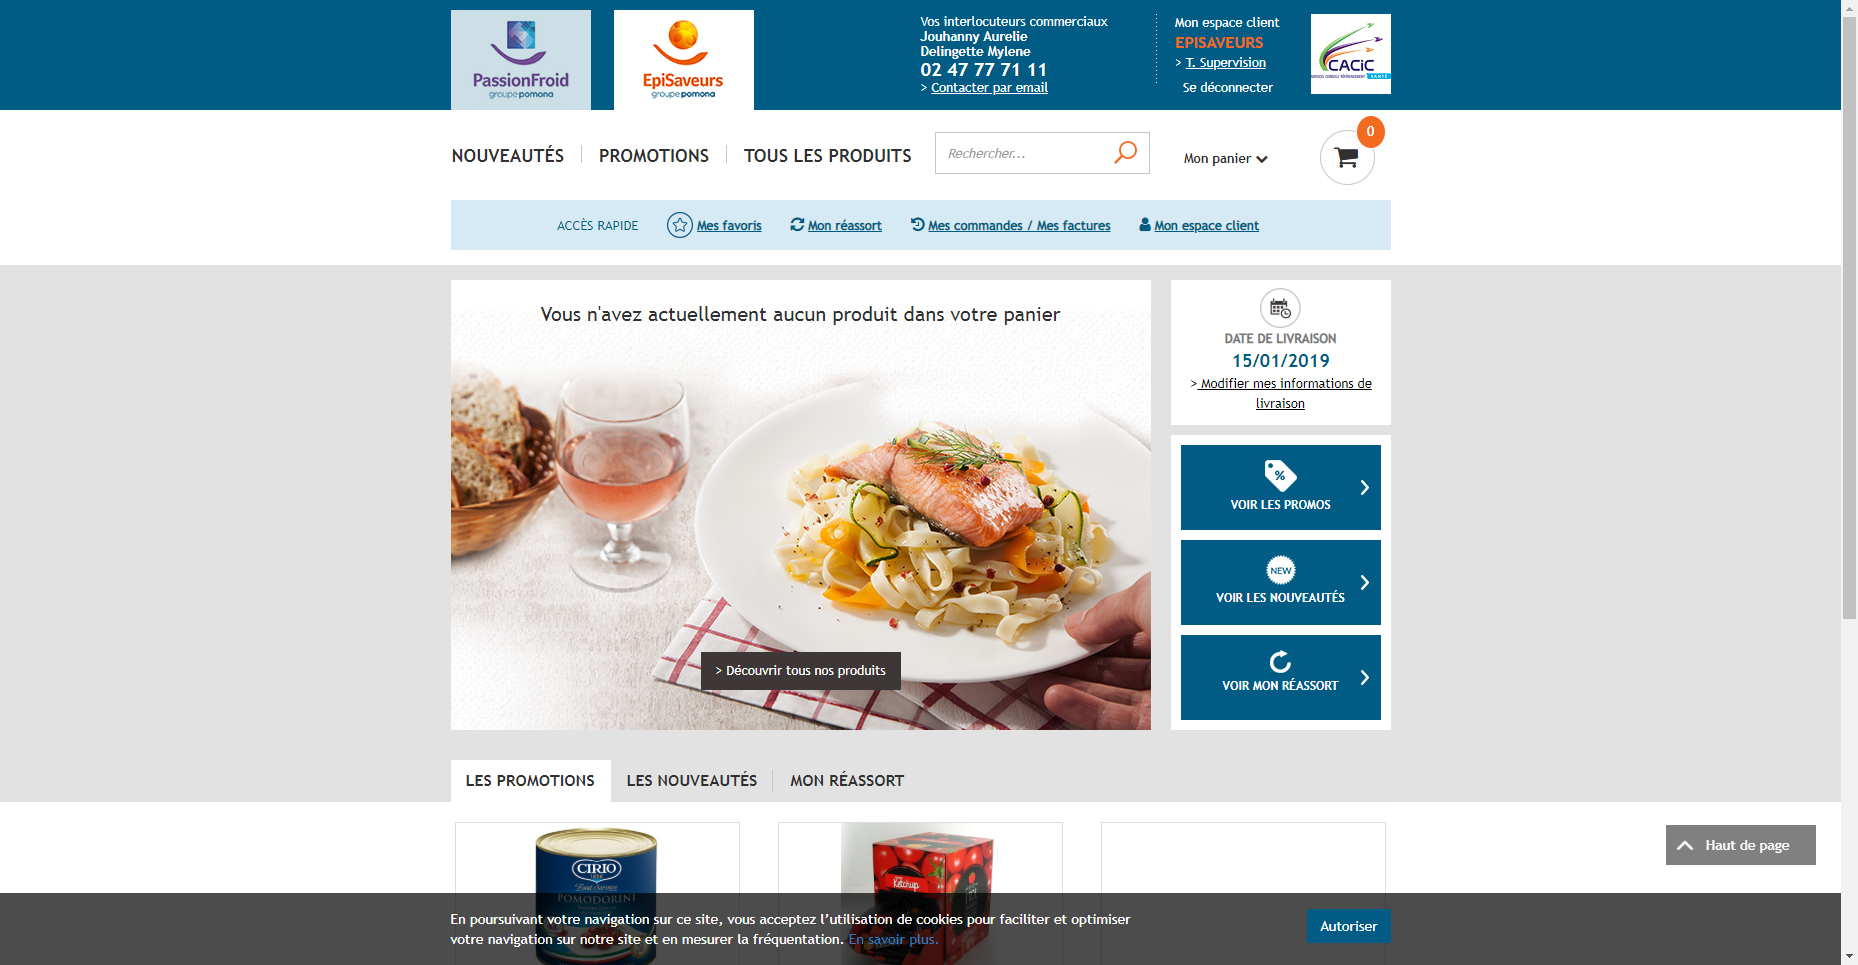 PassionFroid
groupe pomona
EpiSaveurs
groupe pomona
Vos interlocuteurs commerciaux
Jouhanny Aurelie
Delingette Mylene
02 47 77 71 11
> Contacter par email
Mon espace client
EPISAVEURS
> T. Supervision
Se déconnecter
CACiC
SERVICES CONSEILS RÉFÉRENCEMENT SANTÉ
NOUVEAUTÉS
PROMOTIONS
TOUS LES PRODUITS
Rechercher...
Mon panier
0
ACCÈS RAPIDE
Mes favoris
Mon réassort
Mes commandes / Mes factures
Mon espace client
Vous n'avez actuellement aucun produit dans votre panier
> Découvrir tous nos produits
DATE DE LIVRAISON
15/01/2019
> Modifier mes informations de
livraison
%
VOIR LES PROMOS
NEW
VOIR LES NOUVEAUTÉS
VOIR MON RÉASSORT
LES PROMOTIONS
LES NOUVEAUTÉS
MON RÉASSORT
CIRIO
Food Service
POMODORINI
Ketchup
Haut de page
En poursuivant votre navigation sur ce site, vous acceptez l’utilisation de cookies pour faciliter et optimiser
votre navigation sur notre site et en mesurer la fréquentation. En savoir plus.
Autoriser